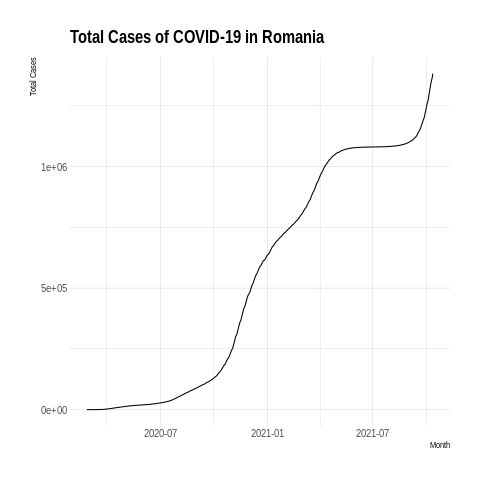 Total Cases of COVID-19 in Romania
Total Cases
1e+06
5e+05
0e+00
2020-07
2021-01
2021-07
Month